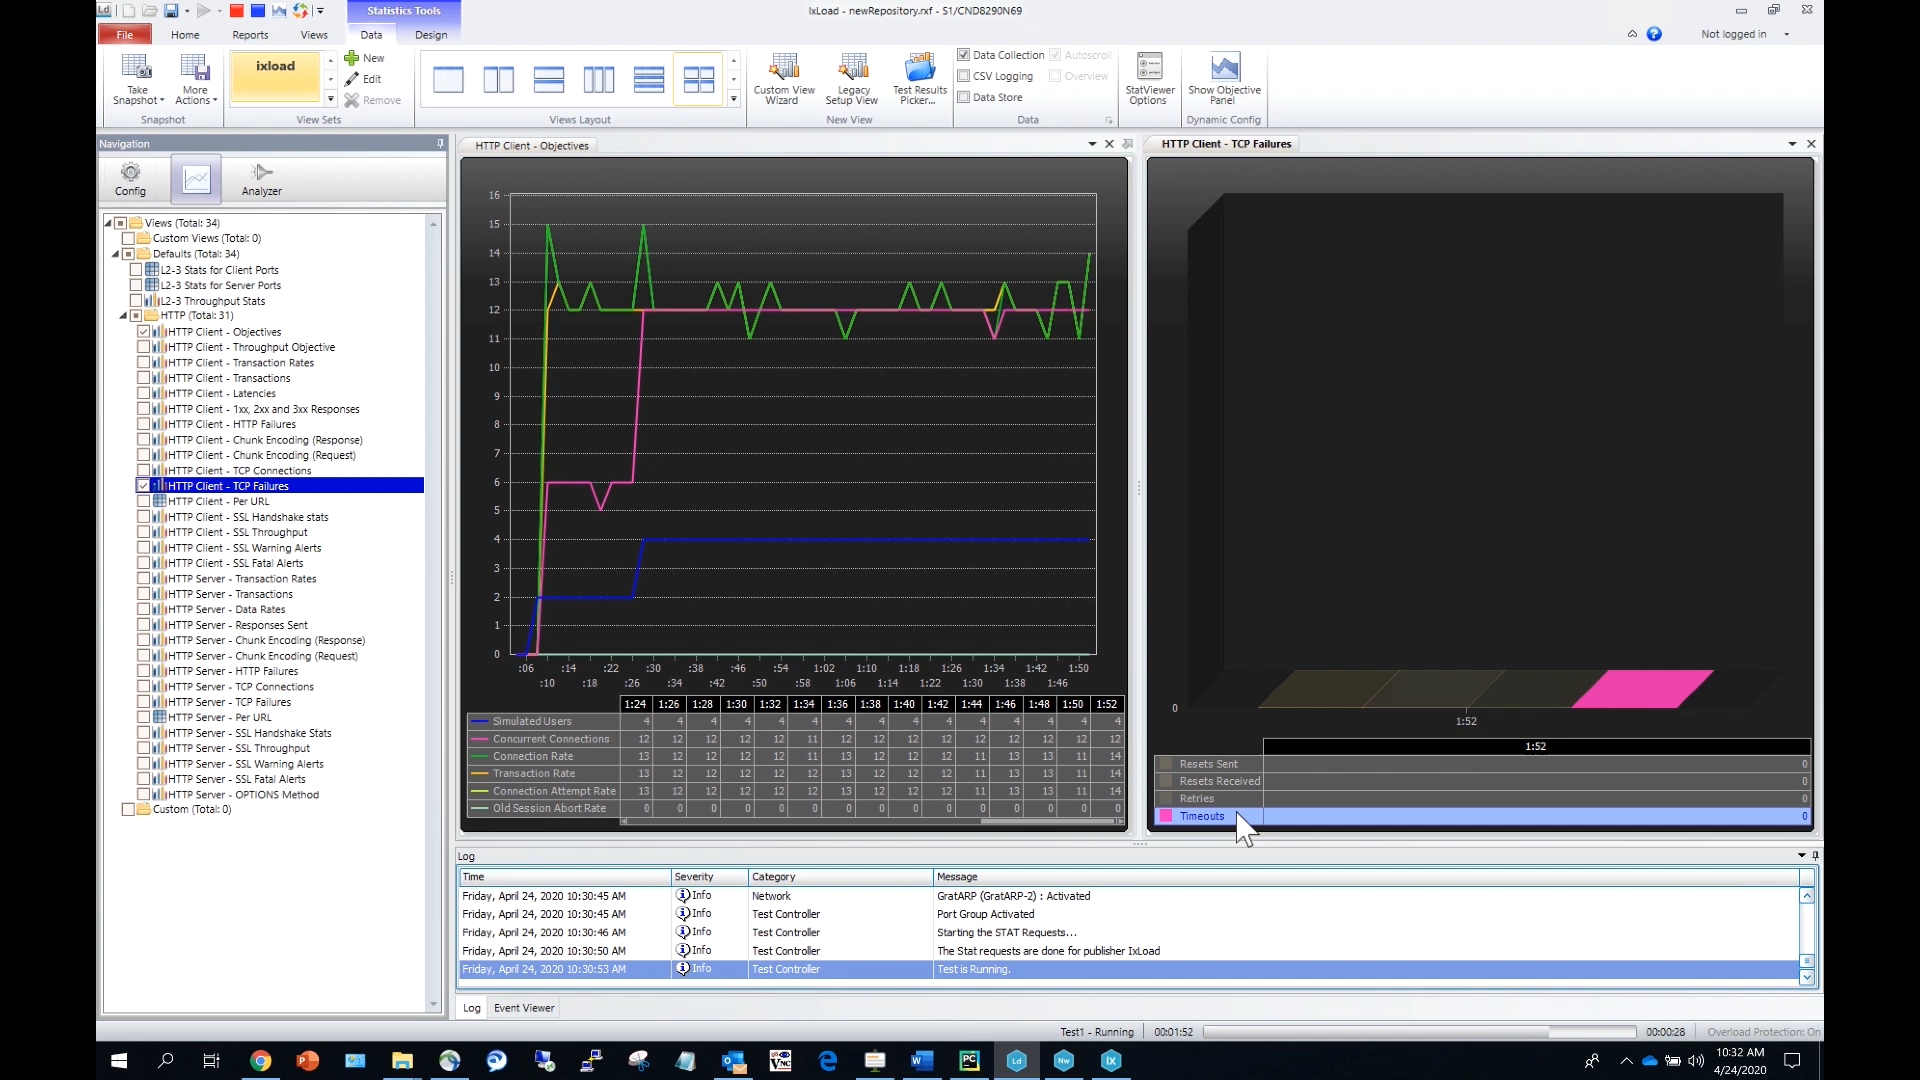 Ld
Statistics Tools
IxLoad - newRepository.rxf - S1/CND8290N69
File Home Reports Views Data Design
Not logged in
Take Snapshot
More Actions
Snapshot
ixload
New
Edit
Remove
View Sets
Views Layout
Custom View Wizard
Legacy Setup View
Test Results Picker...
New View
Data Collection Autoscroll
CSV Logging Overview
Data Store
Data
StatViewer Options
Show Objective Panel
Dynamic Config
Navigation
Config
Analyzer
Views (Total: 34)
Custom Views (Total: 0)
Defaults (Total: 34)
L2-3 Stats for Client Ports
L2-3 Stats for Server Ports
L2-3 Throughput Stats
HTTP (Total: 31)
HTTP Client - Objectives
HTTP Client - Throughput Objective
HTTP Client - Transaction Rates
HTTP Client - Transactions
HTTP Client - Latencies
HTTP Client - 1xx, 2xx and 3xx Responses
HTTP Client - HTTP Failures
HTTP Client - Chunk Encoding (Response)
HTTP Client - Chunk Encoding (Request)
HTTP Client - TCP Connections
HTTP Client - TCP Failures
HTTP Client - Per URL
HTTP Client - SSL Handshake stats
HTTP Client - SSL Throughput
HTTP Client - SSL Warning Alerts
HTTP Client - SSL Fatal Alerts
HTTP Server - Transaction Rates
HTTP Server - Transactions
HTTP Server - Data Rates
HTTP Server - Responses Sent
HTTP Server - Chunk Encoding (Response)
HTTP Server - Chunk Encoding (Request)
HTTP Server - HTTP Failures
HTTP Server - TCP Connections
HTTP Server - TCP Failures
HTTP Server - Per URL
HTTP Server - SSL Handshake Stats
HTTP Server - SSL Throughput
HTTP Server - SSL Warning Alerts
HTTP Server - SSL Fatal Alerts
HTTP Server - OPTIONS Method
Custom (Total: 0)
HTTP Client - Objectives
16
15
14
13
12
11
10
9
8
7
6
5
4
3
2
1
0
:06 :14 :22 :30 :38 :46 :54 1:02 1:10 1:18 1:26 1:34 1:42 1:50
:10 :18 :26 :34 :42 :50 :58 1:06 1:14 1:22 1:30 1:38 1:46
1:24 1:26 1:28 1:30 1:32 1:34 1:36 1:38 1:40 1:42 1:44 1:46 1:48 1:50 1:52
Simulated Users 4 4 4 4 4 4 4 4 4 4 4 4 4 4 4
Concurrent Connections 12 12 12 12 12 11 12 12 12 12 12 12 12 12 12
Connection Rate 13 12 12 12 12 11 13 12 12 12 11 13 13 11 14
Transaction Rate 13 12 12 12 12 12 13 12 12 12 11 13 13 11 14
Connection Attempt Rate 13 12 12 12 12 11 13 12 12 12 11 13 13 11 14
Old Session Abort Rate 0 0 0 0 0 0 0 0 0 0 0 0 0 0 0
HTTP Client - TCP Failures
0
1:52
1:52
Resets Sent 0
Resets Received 0
Retries 0
Timeouts 0
Log
Time Severity Category Message
Friday, April 24, 2020 10:30:45 AM Info Network GratARP (GratARP-2) : Activated
Friday, April 24, 2020 10:30:45 AM Info Test Controller Port Group Activated
Friday, April 24, 2020 10:30:46 AM Info Test Controller Starting the STAT Requests...
Friday, April 24, 2020 10:30:50 AM Info Test Controller The Stat requests are done for publisher IxLoad
Friday, April 24, 2020 10:30:53 AM Info Test Controller Test is Running.
Log Event Viewer
Test1 - Running 00:01:52 00:00:28 Overload Protection: On
VNC
PC
Ld
Nw
IX
10:32 AM
4/24/2020